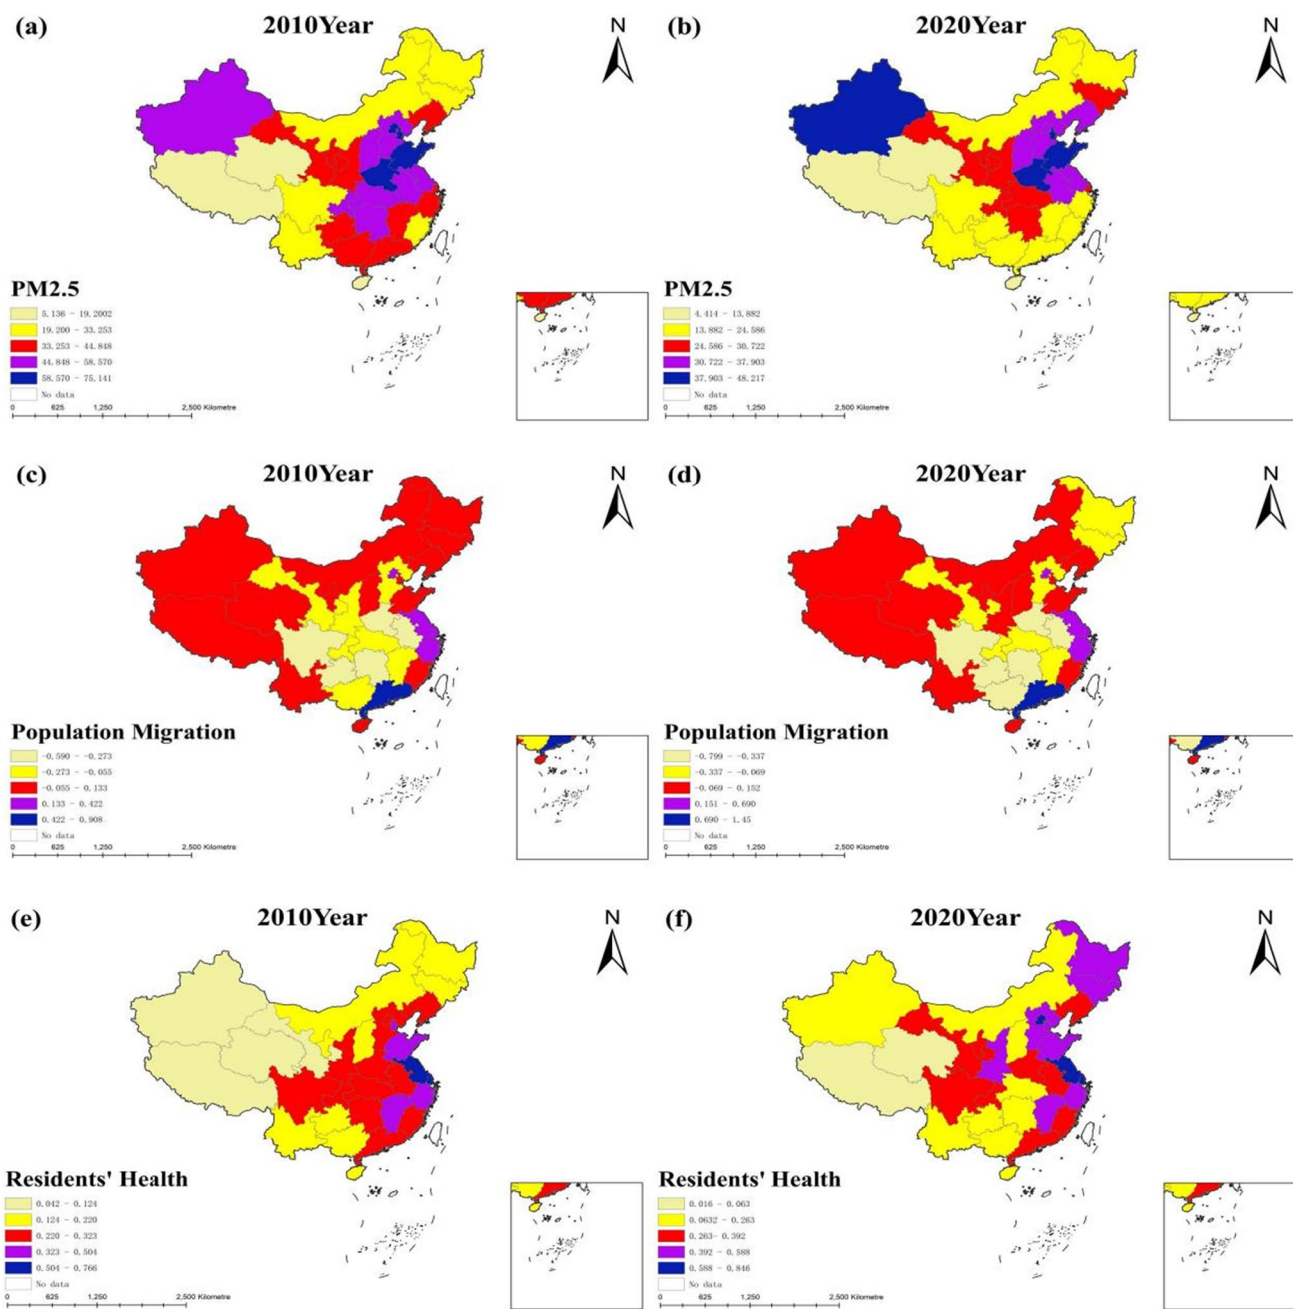 (a)
2010Year
N
PM2.5
5.136 - 19.2002
19.200 - 33.253
33.253 - 44.848
44.848 - 58.570
58.570 - 75.141
No data
0 625 1,250 2,500 Kilometre
(b)
2020Year
N
PM2.5
4.414 - 13.882
13.882 - 24.586
24.586 - 30.722
30.722 - 37.903
37.903 - 48.217
No data
0 625 1,250 2,500 Kilometre
(c)
2010Year
N
Population Migration
-0.590 - -0.273
-0.273 - -0.055
-0.055 - 0.133
0.133 - 0.422
0.422 - 0.908
No data
0 625 1,250 2,500 Kilometre
(d)
2020Year
N
Population Migration
-0.799 - -0.337
-0.337 - -0.069
-0.069 - 0.152
0.151 - 0.690
0.690 - 1.45
No data
0 625 1,250 2,500 Kilometre
(e)
2010Year
N
Residents' Health
0.042 - 0.124
0.124 - 0.220
0.220 - 0.323
0.323 - 0.504
0.504 - 0.766
No data
0 625 1,250 2,500 Kilometre
(f)
2020Year
N
Residents' Health
0.016 - 0.063
0.0632 - 0.263
0.263- 0.392
0.392 - 0.588
0.588 - 0.846
No data
0 625 1,250 2,500 Kilometre